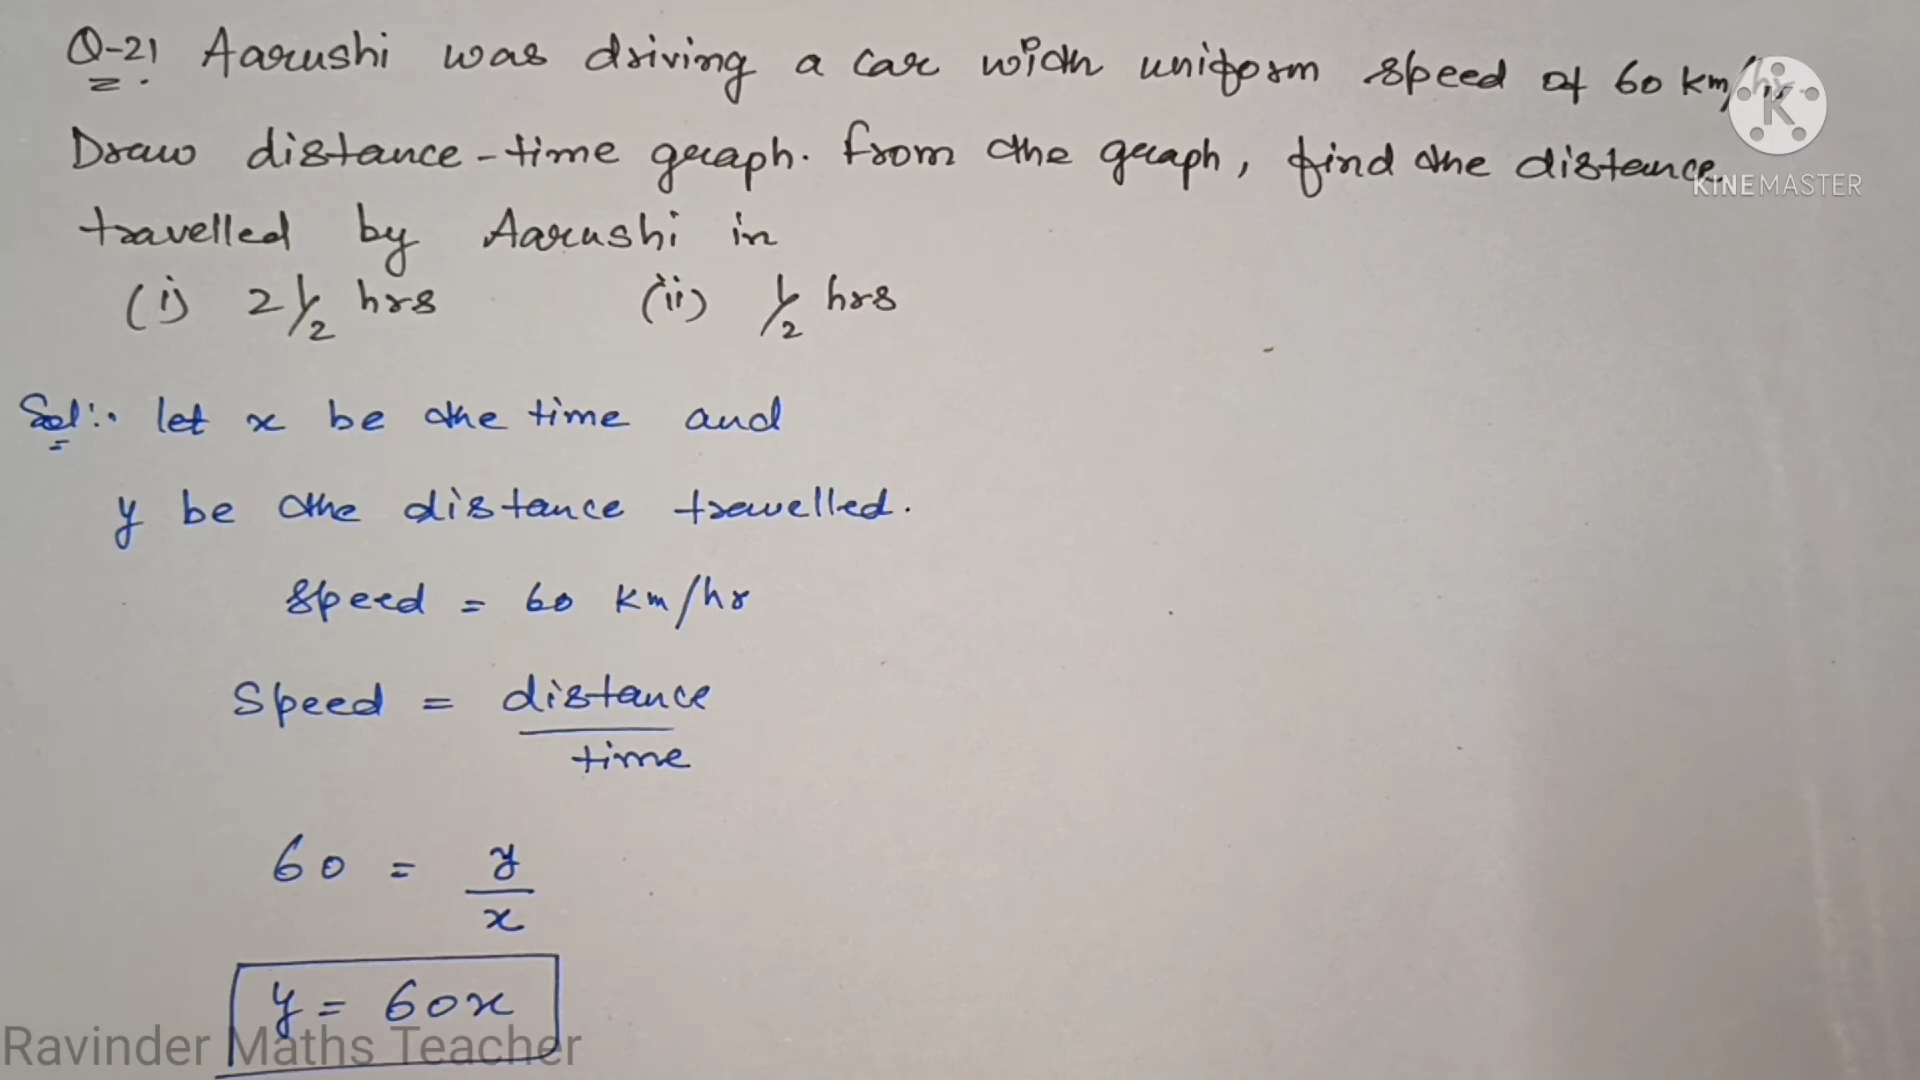 Q-21 Aarushi was driving a car with uniform speed of 60 km/hr.
Draw distance-time graph. From the graph, find the distance
travelled by Aarushi in
(i) 2 1/2 hrs (ii) 1/2 hrs
Sol:. let x be the time and
y be the distance travelled.
Speed = 60 km/hr
Speed = distance
time
60 = y
x
y = 60x
K
KINEMASTER
Ravinder Maths Teacher